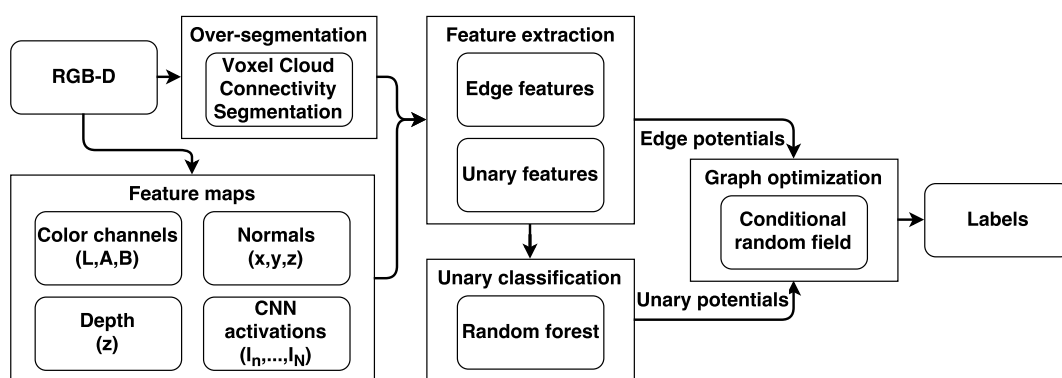 RGB-D
Over-segmentation
Voxel Cloud
Connectivity
Segmentation
Feature maps
Color channels
(L,A,B)
Normals
(x,y,z)
Depth
(z)
CNN
activations
(Iₙ,...,I_N)
Feature extraction
Edge features
Unary features
Unary classification
Random forest
Edge potentials
Unary potentials
Graph optimization
Conditional
random field
Labels